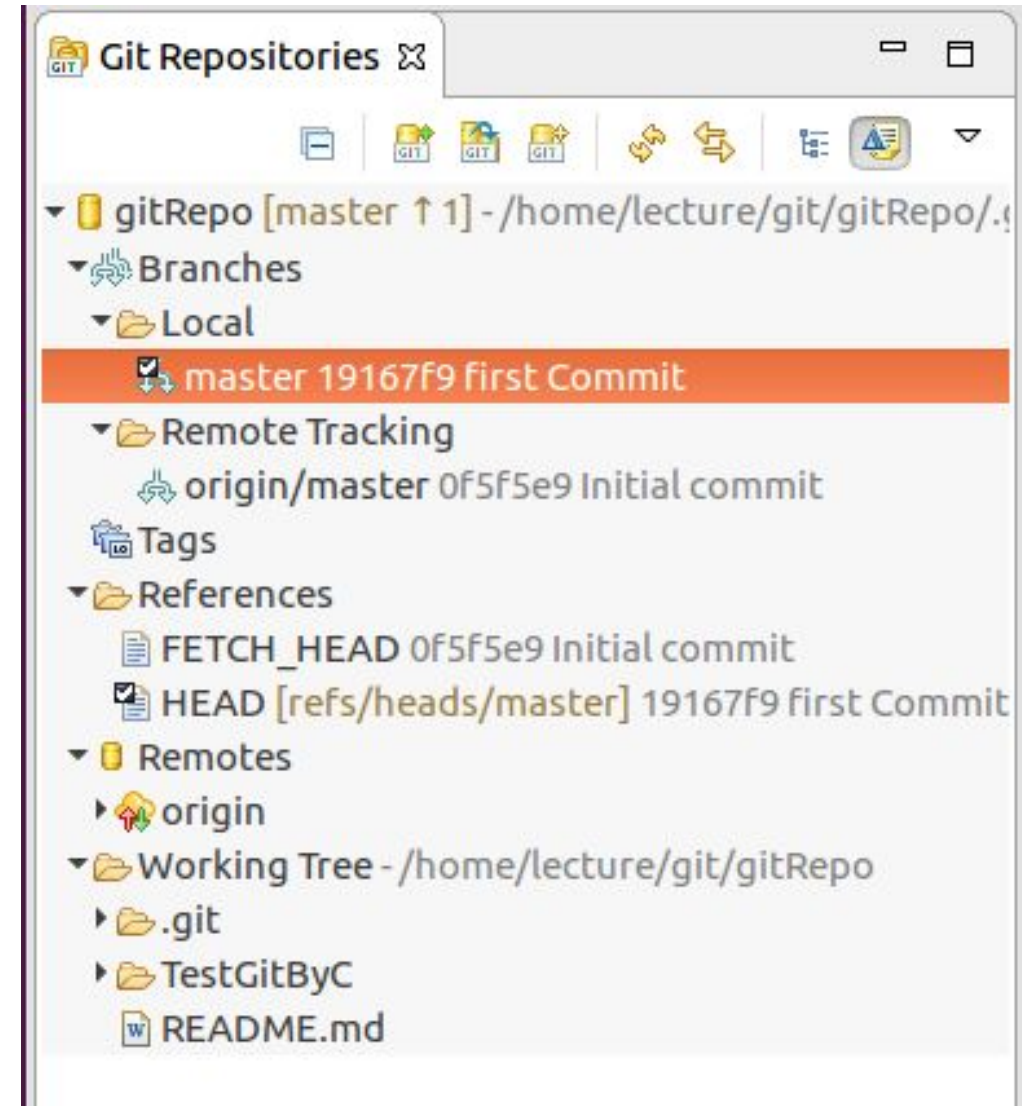 Git Repositories
gitRepo [master ↑ 1] - /home/lecture/git/gitRepo/.g
Branches
Local
master 19167f9 first Commit
Remote Tracking
origin/master 0f5f5e9 Initial commit
Tags
References
FETCH_HEAD 0f5f5e9 Initial commit
HEAD [refs/heads/master] 19167f9 first Commit
Remotes
origin
Working Tree - /home/lecture/git/gitRepo
.git
TestGitByC
README.md